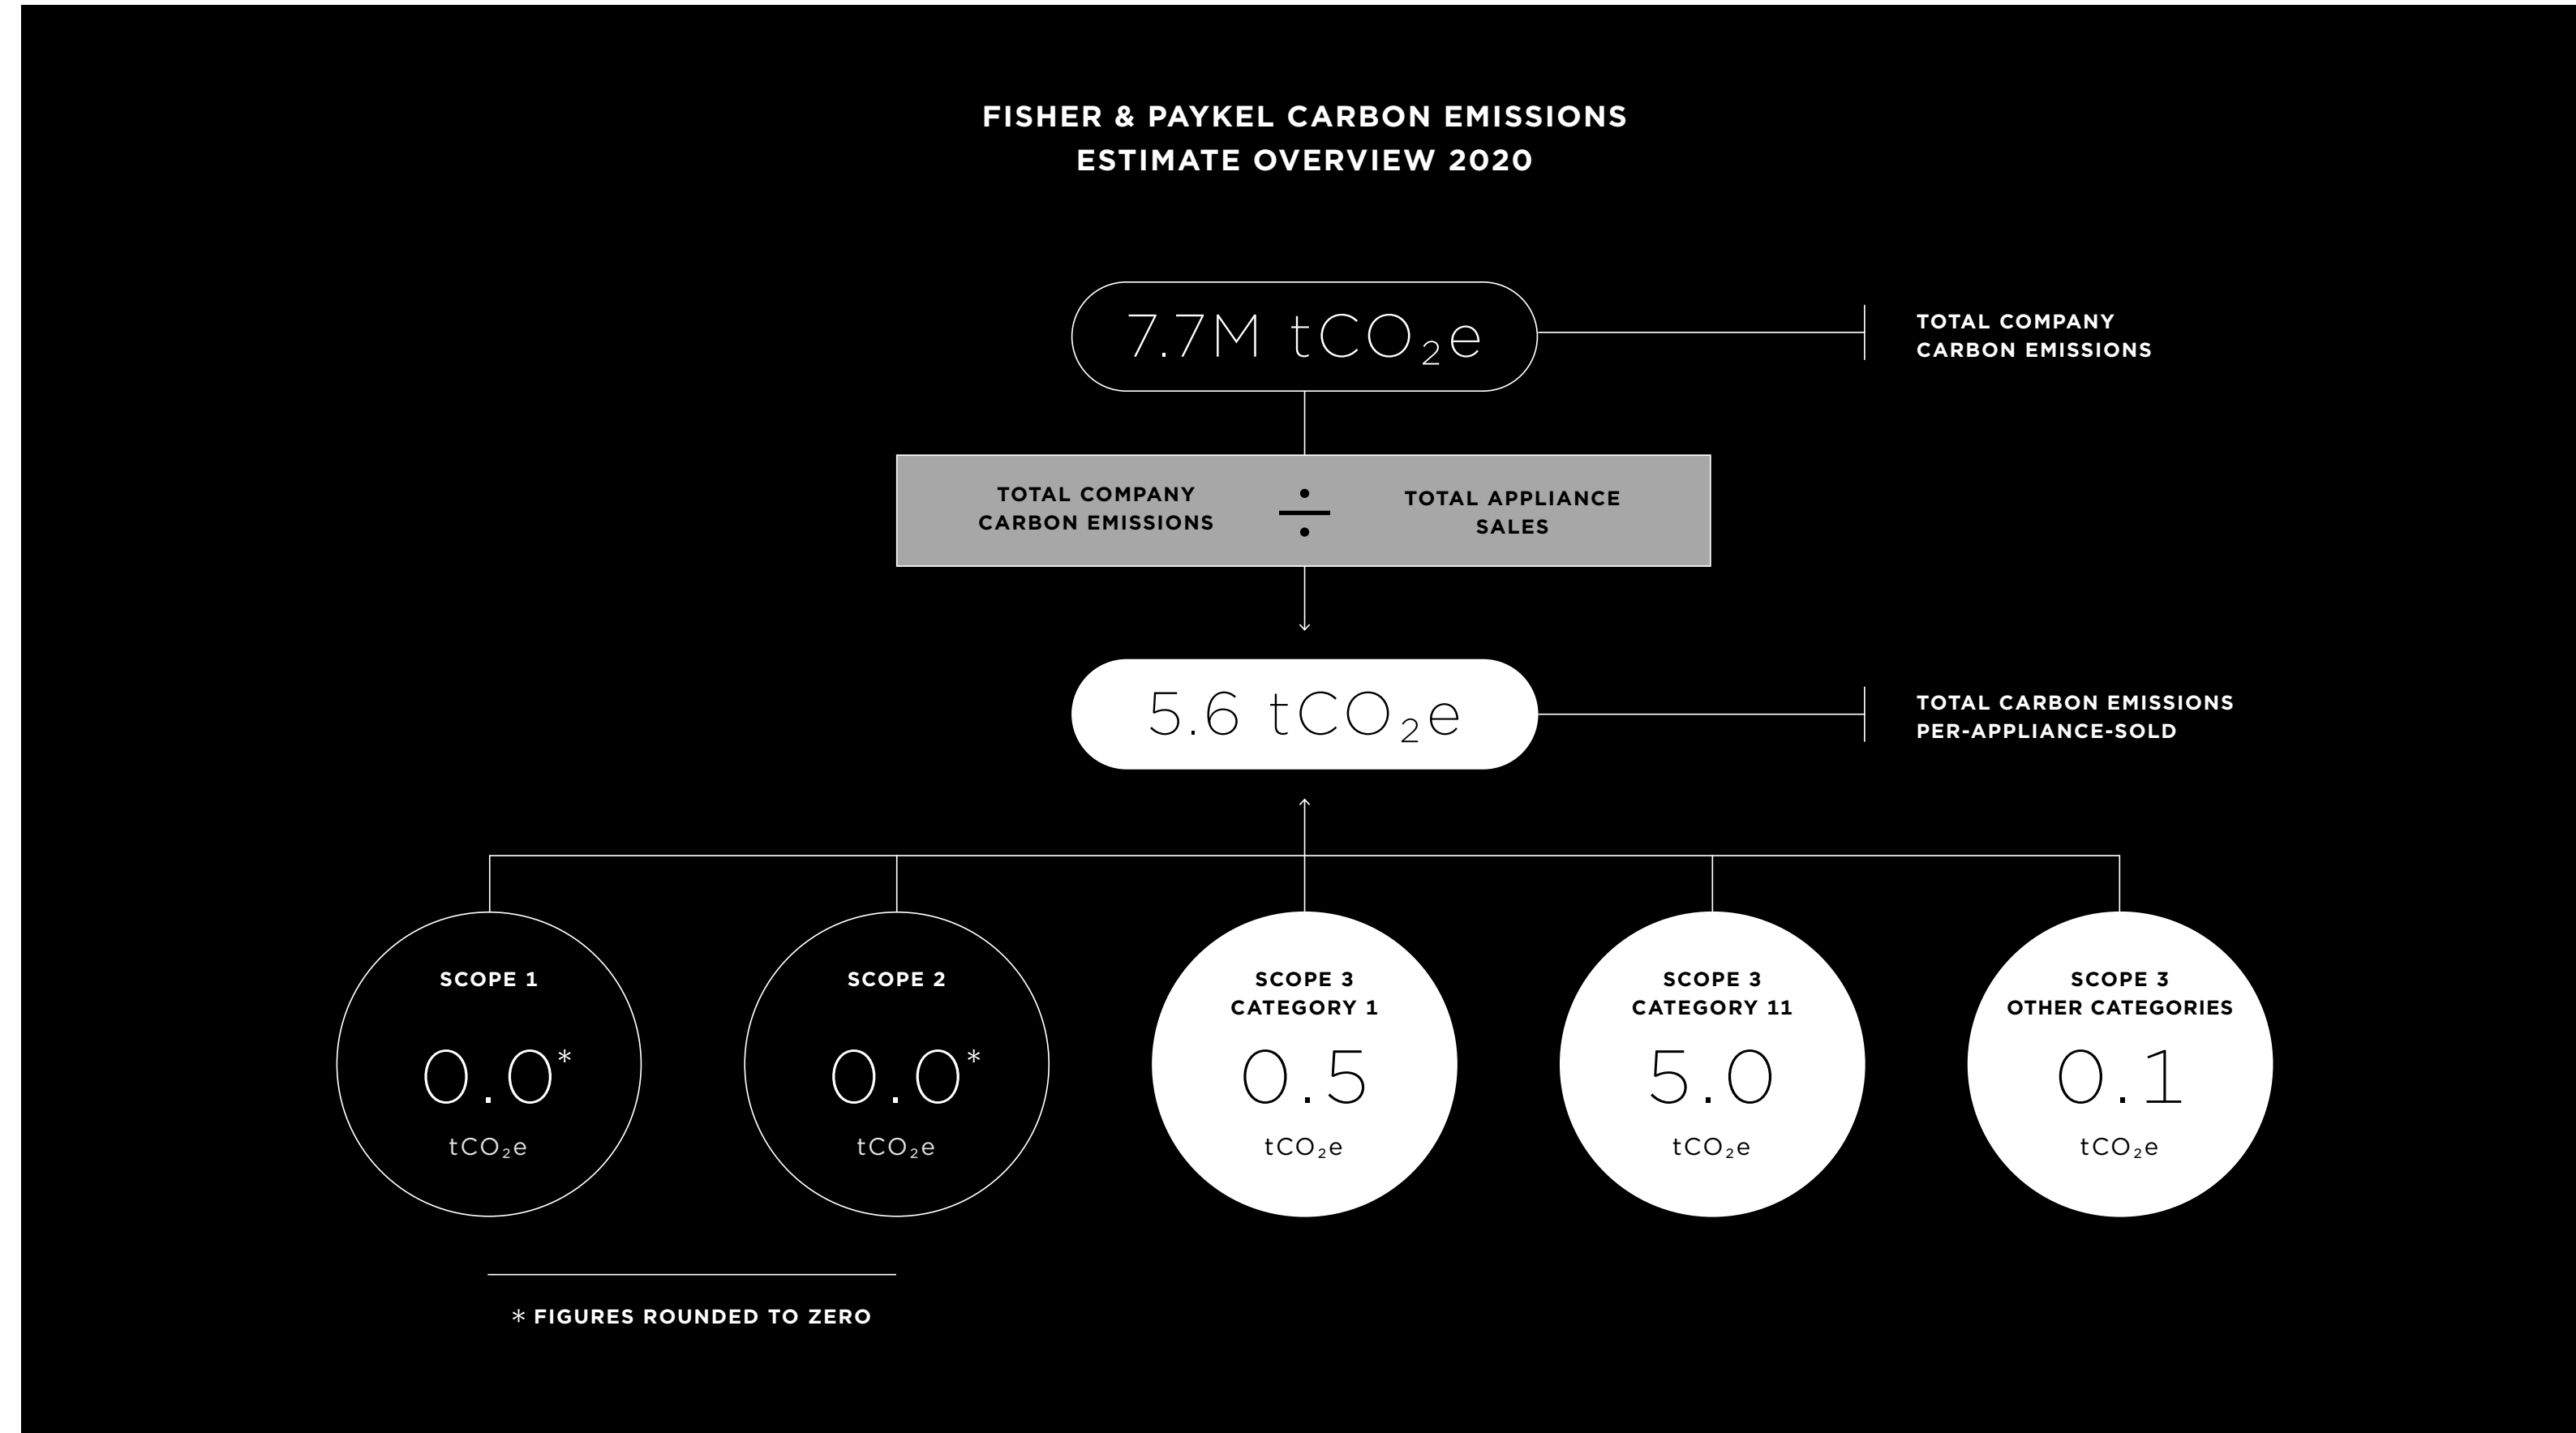 FISHER & PAYKEL CARBON EMISSIONS
ESTIMATE OVERVIEW 2020
7.7M tCO₂e
TOTAL COMPANY
CARBON EMISSIONS
TOTAL COMPANY
CARBON EMISSIONS
÷
TOTAL APPLIANCE
SALES
5.6 tCO₂e
TOTAL CARBON EMISSIONS
PER-APPLIANCE-SOLD
SCOPE 1
0.0*
tCO₂e
SCOPE 2
0.0*
tCO₂e
SCOPE 3
CATEGORY 1
0.5
tCO₂e
SCOPE 3
CATEGORY 11
5.0
tCO₂e
SCOPE 3
OTHER CATEGORIES
0.1
tCO₂e
* FIGURES ROUNDED TO ZERO